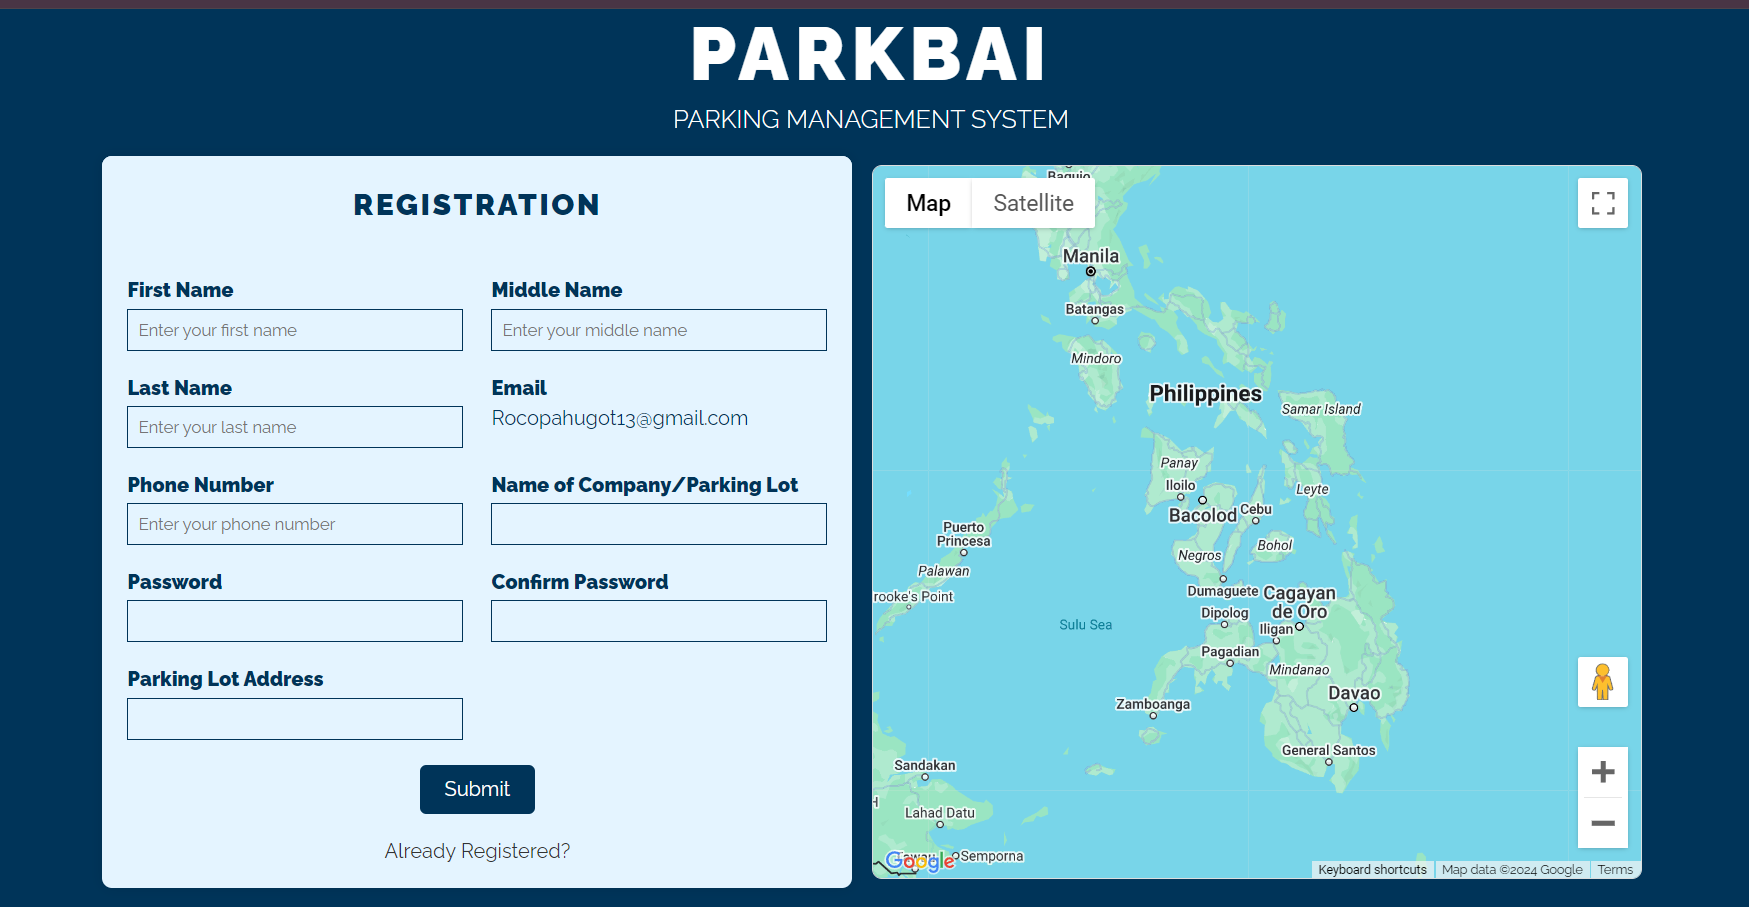 PARKBAI
PARKING MANAGEMENT SYSTEM
REGISTRATION
First Name
Middle Name
Enter your first name
Enter your middle name
Last Name
Email
Enter your last name
Rocopahugot13@gmail.com
Phone Number
Name of Company/Parking Lot
Enter your phone number
Password
Confirm Password
Parking Lot Address
Submit
Already Registered?
Map
Satellite
Baguio
Manila
Batangas
Mindoro
Philippines
Samar Island
Panay
Iloilo
Leyte
Bacolod
Cebu
Puerto
Princesa
Bohol
Negros
Palawan
Dumaguete
Cagayan
de Oro
rooke's Point
Dipolog
Sulu Sea
Iligan
Pagadian
Mindanao
Davao
Zamboanga
General Santos
Sandakan
H
Lahad Datu
Tawau
Semporna
Google
Keyboard shortcuts
Map data ©2024 Google
Terms